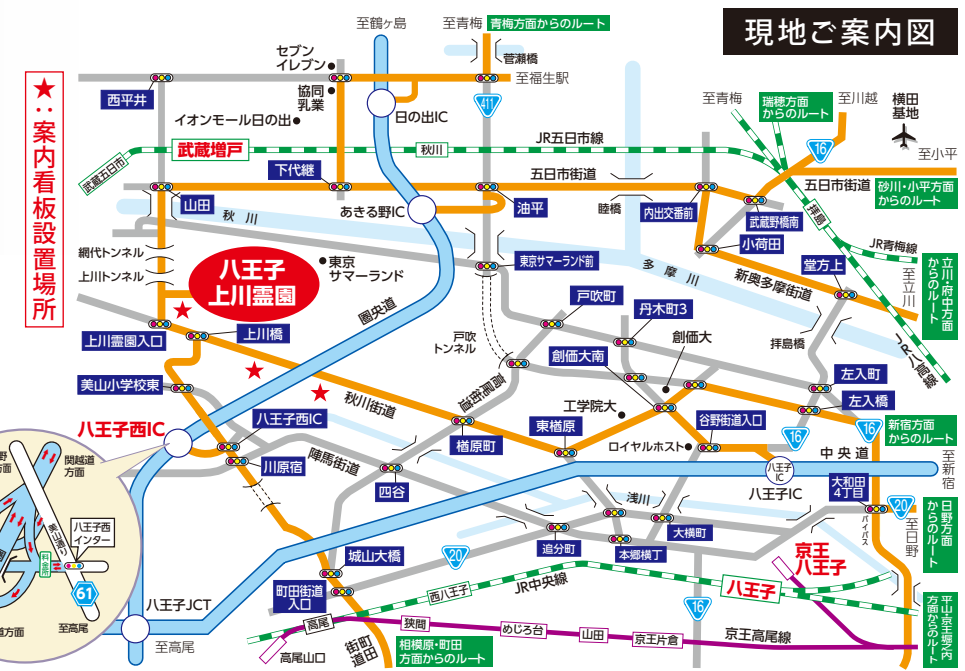 現地ご案内図
★：案内看板設置場所
至鶴ヶ島
至青梅
青梅方面からのルート
セブン
イレブン
菅瀬橋
至福生駅
西平井
協同
乳業
411
イオンモール日の出
日の出IC
至青梅
瑞穂方面
からのルート
至川越
横田
基地
16
至小平
武蔵五日市
武蔵増戸
秋川
JR五日市線
下代継
五日市街道
五日市街道
砂川・小平方面
からのルート
山田
秋川
あきる野IC
油平
睦橋
内出交番前
武蔵野橋南
拝島
小荷田
JR青梅線
網代トンネル
上川トンネル
八王子
上川霊園
東京
サマーランド
東京サマーランド前
多摩川
新奥多摩街道
堂方上
至立川
立川・府中方面
からのルート
圏央道
戸吹町
丹木町3
拝島橋
JR八高線
上川霊園入口
上川橋
戸吹
トンネル
創価大南
創価大
美山小学校東
高尾街道
左入町
秋川街道
工学院大
左入橋
八王子西IC
八王子西IC
楢原町
東楢原
ロイヤルホスト
谷野街道入口
16
16
新宿方面
からのルート
川原宿
陣馬街道
四谷
中央道
至新宿
八王子
IC
八王子IC
大和田
4丁目
浅川
20
至日野
日野方面
からのルート
バイパス
追分町
本郷横丁
大横町
野
方面
関越道
方面
美山通り
八王子西
インター
料金所
61
至高尾
道方面
八王子JCT
至高尾
城山大橋
20
町田街道
入口
西八王子
JR中央線
16
八王子
京王
八王子
平山・京王堀之内
方面からのルート
高尾
高尾山口
狭間
めじろ台
山田
京王片倉
京王高尾線
町田街道
相模原・町田
方面からのルート